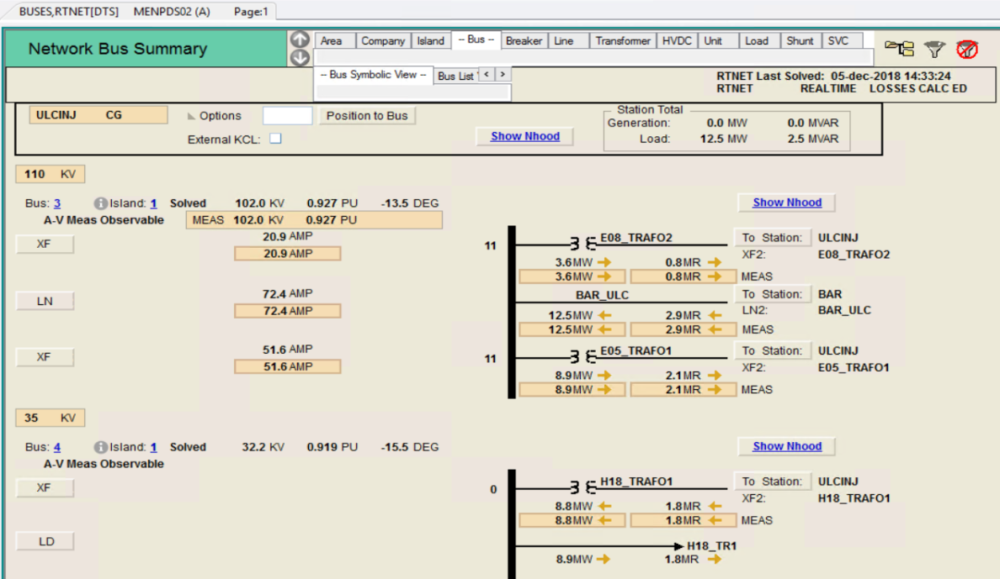 BUSES,RTNET[DTS] MENPDS02 (A) Page:1
Network Bus Summary
Area Company Island -- Bus -- Breaker Line Transformer HVDC Unit Load Shunt SVC
-- Bus Symbolic View -- Bus List < >
RTNET Last Solved: 05-dec-2018 14:33:24
RTNET REALTIME LOSSES CALC ED
ULCINJ CG Options Position to Bus
External KCL:
Show Nhood
Station Total
Generation: 0.0 MW 0.0 MVAR
Load: 12.5 MW 2.5 MVAR
110 KV
Bus: 3 Island: 1 Solved 102.0 KV 0.927 PU -13.5 DEG Show Nhood
A-V Meas Observable MEAS 102.0 KV 0.927 PU
XF 20.9 AMP 11 E08_TRAFO2 To Station: ULCINJ
20.9 AMP XF2: E08_TRAFO2
3.6MW 0.8MR
3.6MW 0.8MR MEAS
LN 72.4 AMP BAR_ULC To Station: BAR
72.4 AMP LN2: BAR_ULC
12.5MW 2.9MR
12.5MW 2.9MR MEAS
XF 51.6 AMP 11 E05_TRAFO1 To Station: ULCINJ
51.6 AMP XF2: E05_TRAFO1
8.9MW 2.1MR
8.9MW 2.1MR MEAS
35 KV
Bus: 4 Island: 1 Solved 32.2 KV 0.919 PU -15.5 DEG Show Nhood
A-V Meas Observable
XF 0 H18_TRAFO1 To Station: ULCINJ
XF2: H18_TRAFO1
8.8MW 1.8MR
8.8MW 1.8MR MEAS
LD H18_TR1
8.9MW 1.8MR